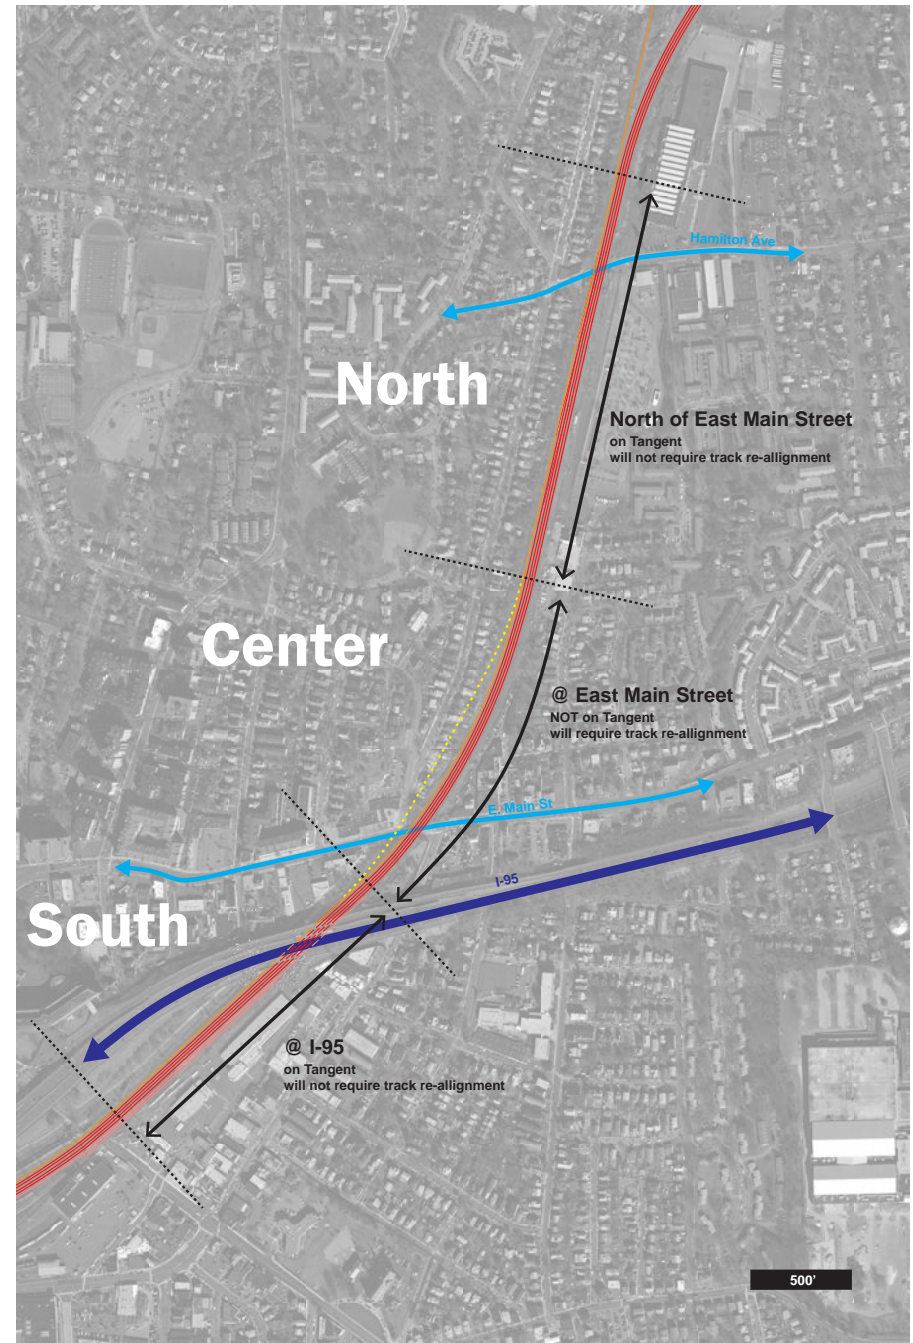 Hamilton Ave
North
North of East Main Street
on Tangent
will not require track re-allignment
Center
@ East Main Street
NOT on Tangent
will require track re-allignment
E. Main St
I-95
South
@ I-95
on Tangent
will not require track re-allignment
500'